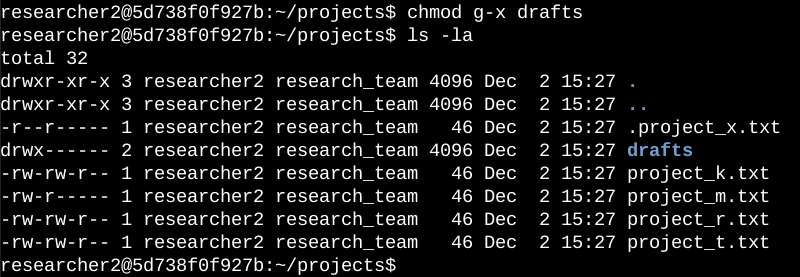 researcher2@5d738f0f927b:~/projects$ chmod g-x drafts
researcher2@5d738f0f927b:~/projects$ ls -la
total 32
drwxr-xr-x 3 researcher2 research_team 4096 Dec  2 15:27 .
drwxr-xr-x 3 researcher2 research_team 4096 Dec  2 15:27 ..
-r--r----- 1 researcher2 research_team   46 Dec  2 15:27 .project_x.txt
drwx------ 2 researcher2 research_team 4096 Dec  2 15:27 drafts
-rw-rw-r-- 1 researcher2 research_team   46 Dec  2 15:27 project_k.txt
-rw-r----- 1 researcher2 research_team   46 Dec  2 15:27 project_m.txt
-rw-rw-r-- 1 researcher2 research_team   46 Dec  2 15:27 project_r.txt
-rw-rw-r-- 1 researcher2 research_team   46 Dec  2 15:27 project_t.txt
researcher2@5d738f0f927b:~/projects$